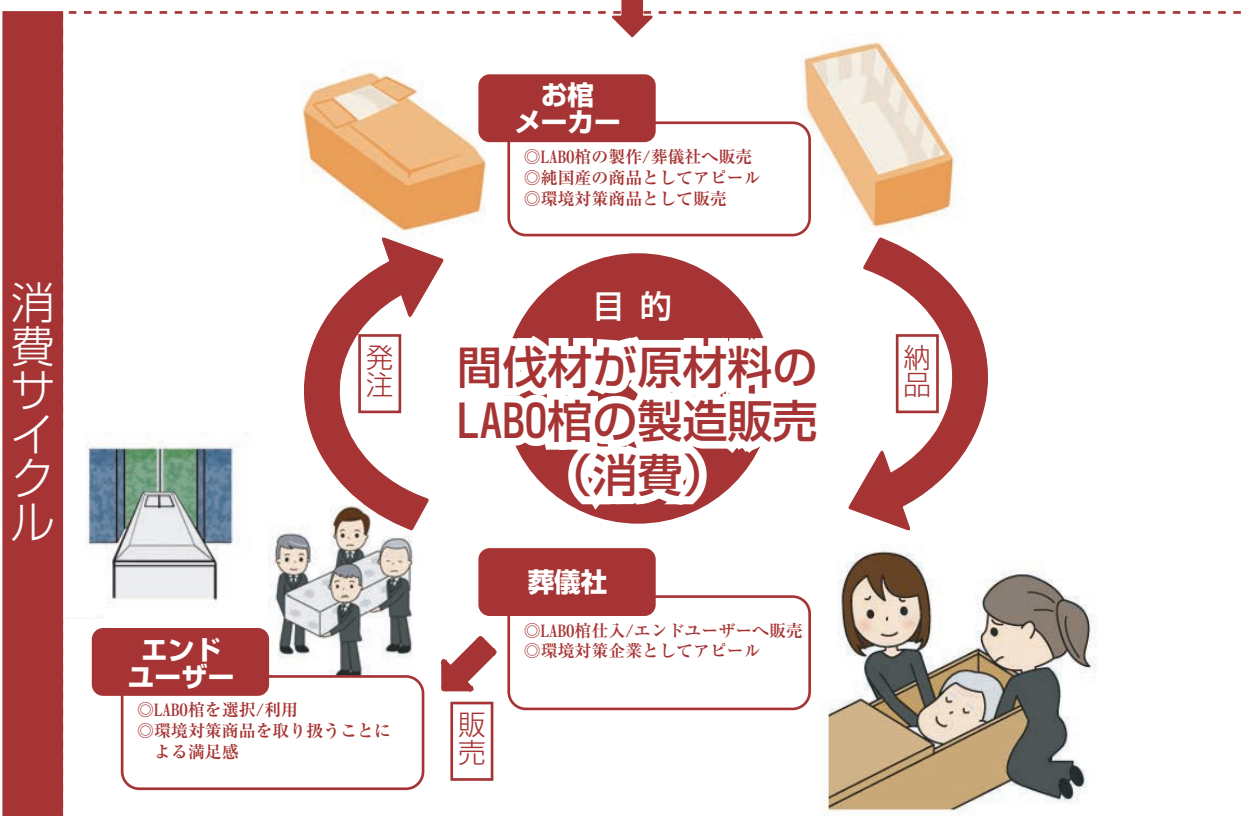 消費サイクル
お棺
メーカー
◎LABO棺の製作/葬儀社へ販売
◎純国産の商品としてアピール
◎環境対策商品として販売
目的
間伐材が原材料の
LABO棺の製造販売
（消費）
発注
納品
葬儀社
◎LABO棺仕入/エンドユーザーへ販売
◎環境対策企業としてアピール
販売
エンド
ユーザー
◎LABO棺を選択/利用
◎環境対策商品を取り扱うことに
よる満足感